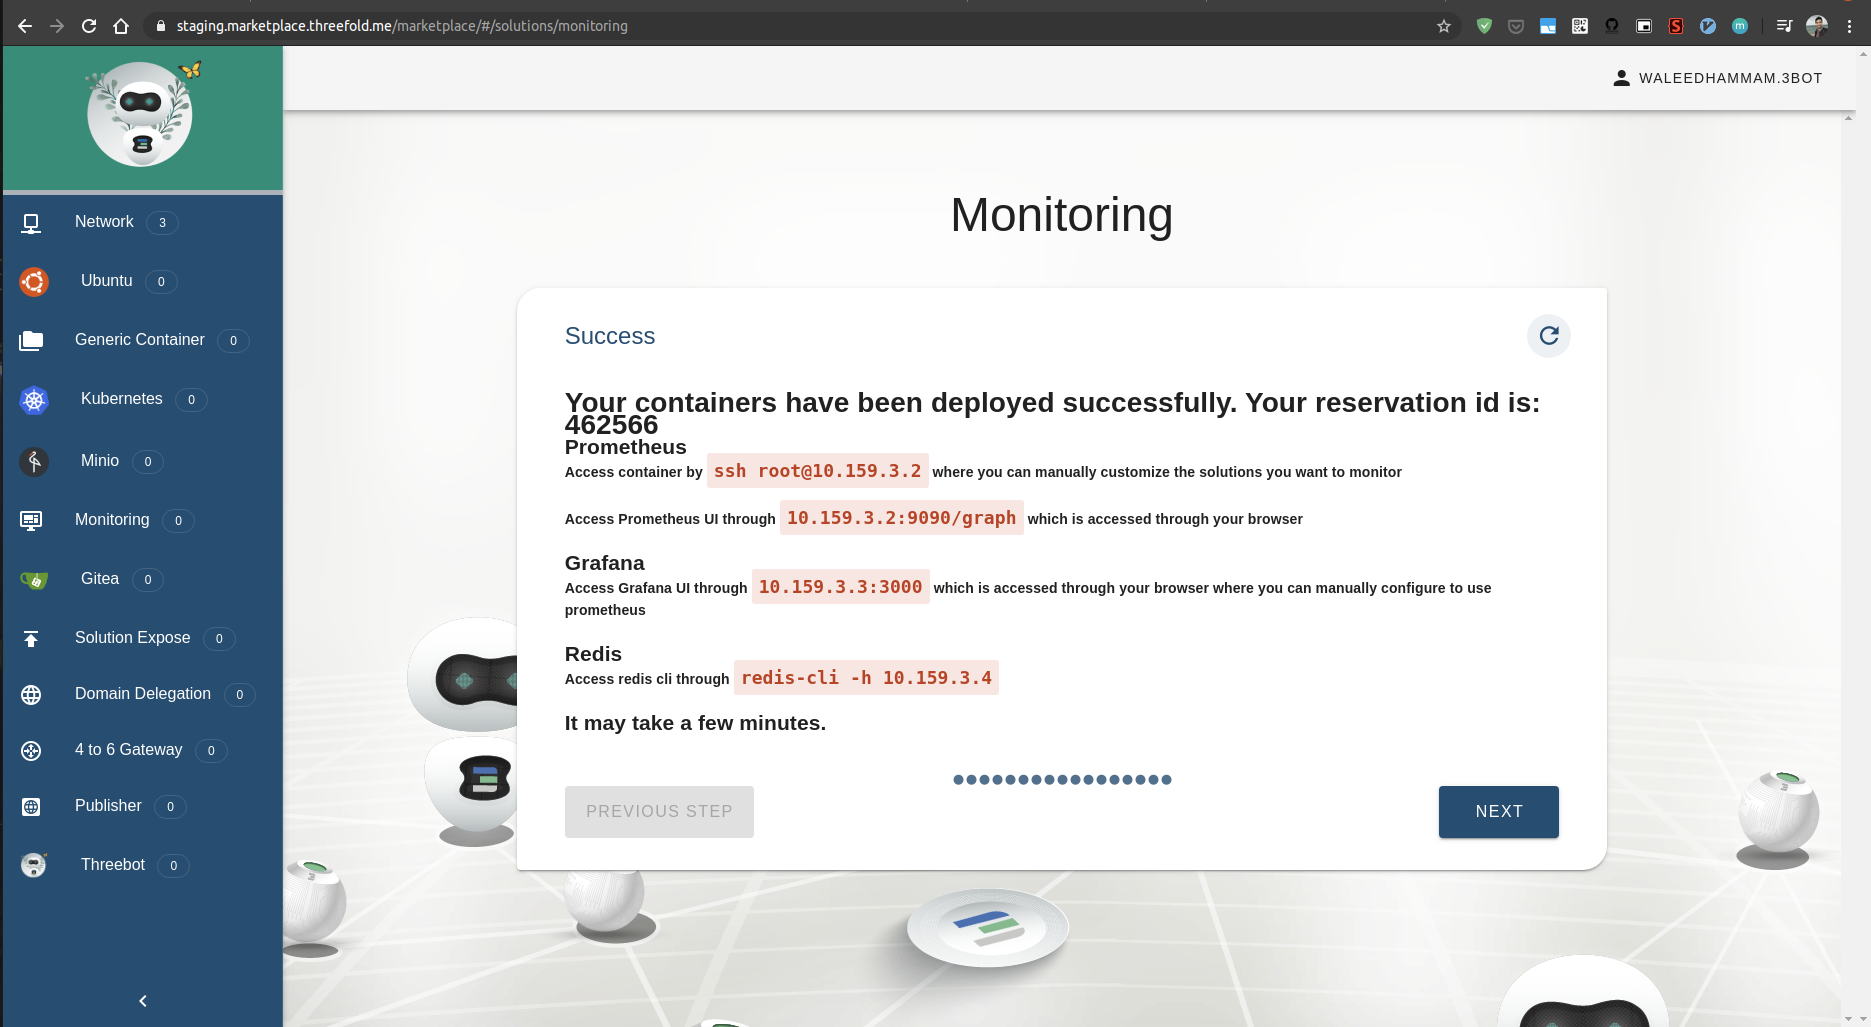 staging.marketplace.threefold.me/marketplace/#/solutions/monitoring
WALEEDHAMMAM.3BOT
Network 3
Ubuntu 0
Generic Container 0
Kubernetes 0
Minio 0
Monitoring 0
Gitea 0
Solution Expose 0
Domain Delegation 0
4 to 6 Gateway 0
Publisher 0
Threebot 0
Monitoring
Success
Your containers have been deployed successfully. Your reservation id is:
462566
Prometheus
Access container by ssh root@10.159.3.2 where you can manually customize the solutions you want to monitor
Access Prometheus UI through 10.159.3.2:9090/graph which is accessed through your browser
Grafana
Access Grafana UI through 10.159.3.3:3000 which is accessed through your browser where you can manually configure to use
prometheus
Redis
Access redis cli through redis-cli -h 10.159.3.4
It may take a few minutes.
PREVIOUS STEP
NEXT